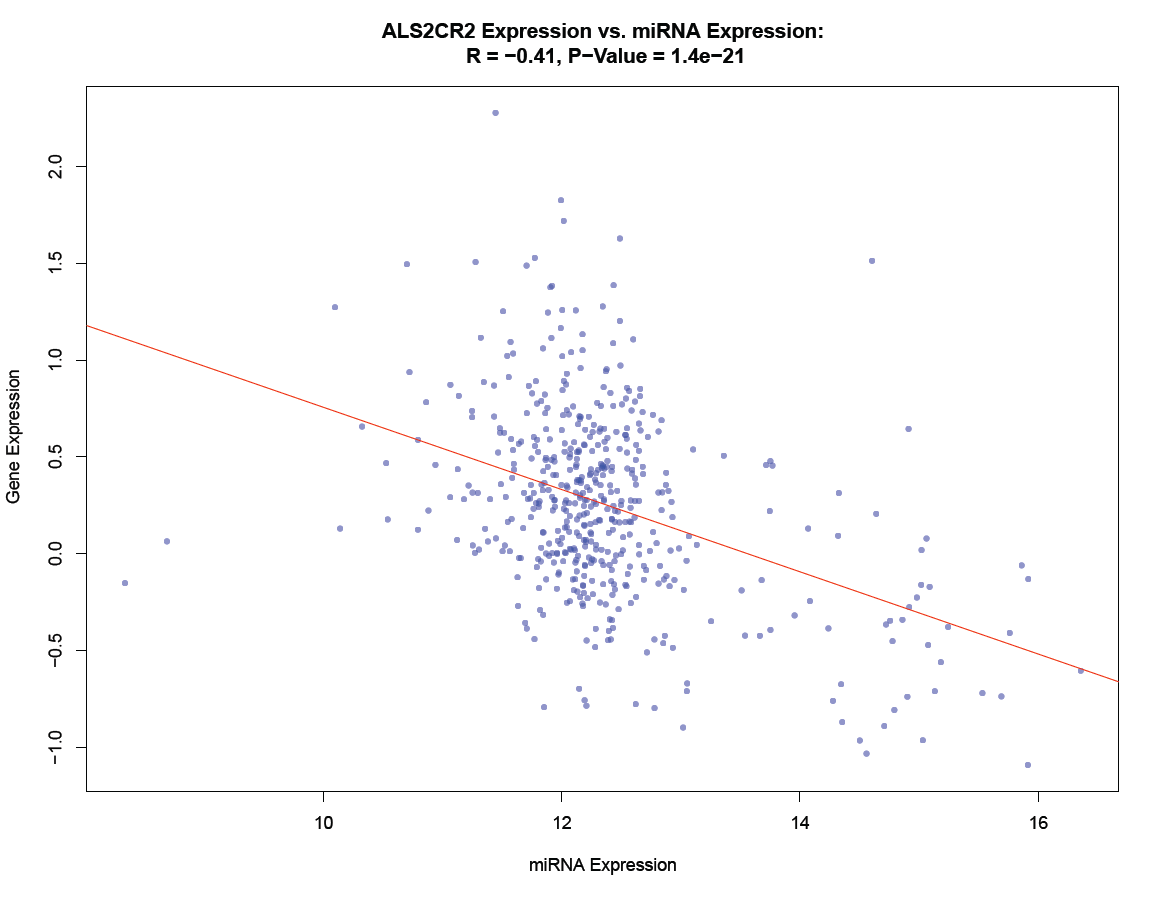 ALS2CR2 Expression vs. miRNA Expression:
R = −0.41, P−Value = 1.4e−21
Gene Expression
2.0
1.5
1.0
0.5
0.0
−0.5
−1.0
10
12
14
16
miRNA Expression